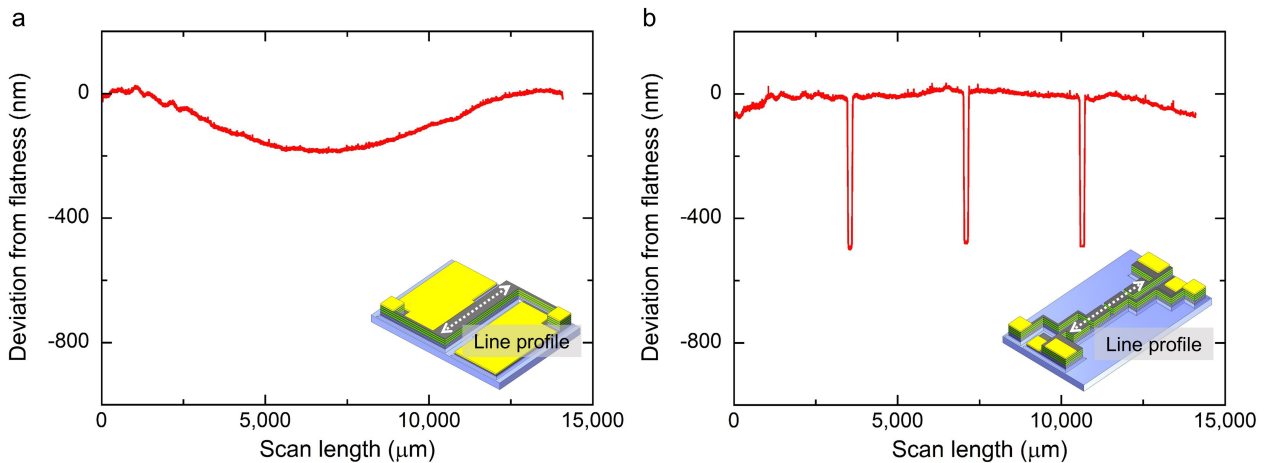 a
Deviation from flatness (nm)
0
-400
-800
0
5,000
10,000
15,000
Scan length (μm)
Line profile
b
Deviation from flatness (nm)
0
-400
-800
0
5,000
10,000
15,000
Scan length (μm)
Line profile